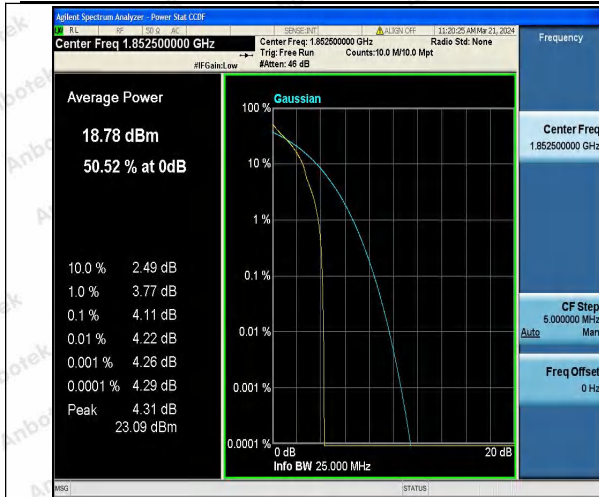 Agilent Spectrum Analyzer - Power Stat CCDF
RL RF 50 Ω AC SENSE:INT ALIGN OFF 11:20:25 AM Mar 21, 2024
Center Freq 1.852500000 GHz
Center Freq: 1.852500000 GHz Radio Std: None
Trig: Free Run Counts:10.0 M/10.0 Mpt
#IFGain:Low #Atten: 46 dB
Frequency
Average Power
18.78 dBm
50.52 % at 0dB
10.0 % 2.49 dB
1.0 % 3.77 dB
0.1 % 4.11 dB
0.01 % 4.22 dB
0.001 % 4.26 dB
0.0001 % 4.29 dB
Peak 4.31 dB
23.09 dBm
Gaussian
100 %
10 %
1 %
0.1 %
0.01 %
0.001 %
0.0001 %
0 dB 20 dB
Info BW 25.000 MHz
Center Freq
1.852500000 GHz
CF Step
5.000000 MHz
Auto Man
Freq Offset
0 Hz
MSG STATUS